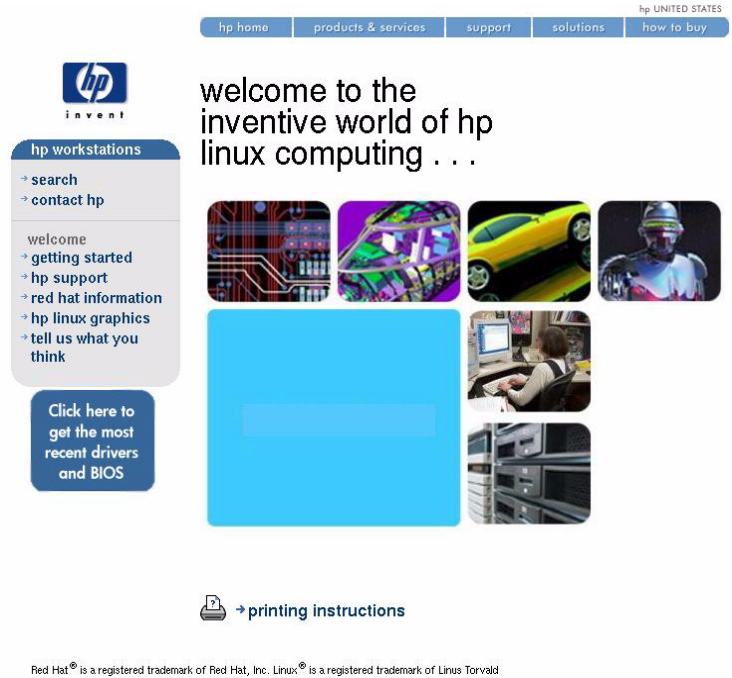 hp UNITED STATES
hp home products & services support solutions how to buy
hp
invent
welcome to the
inventive world of hp
linux computing . . .
hp workstations
search
contact hp
welcome
getting started
hp support
red hat information
hp linux graphics
tell us what you
think
Click here to
get the most
recent drivers
and BIOS
printing instructions
Red Hat® is a registered trademark of Red Hat, Inc. Linux® is a registered trademark of Linus Torvald